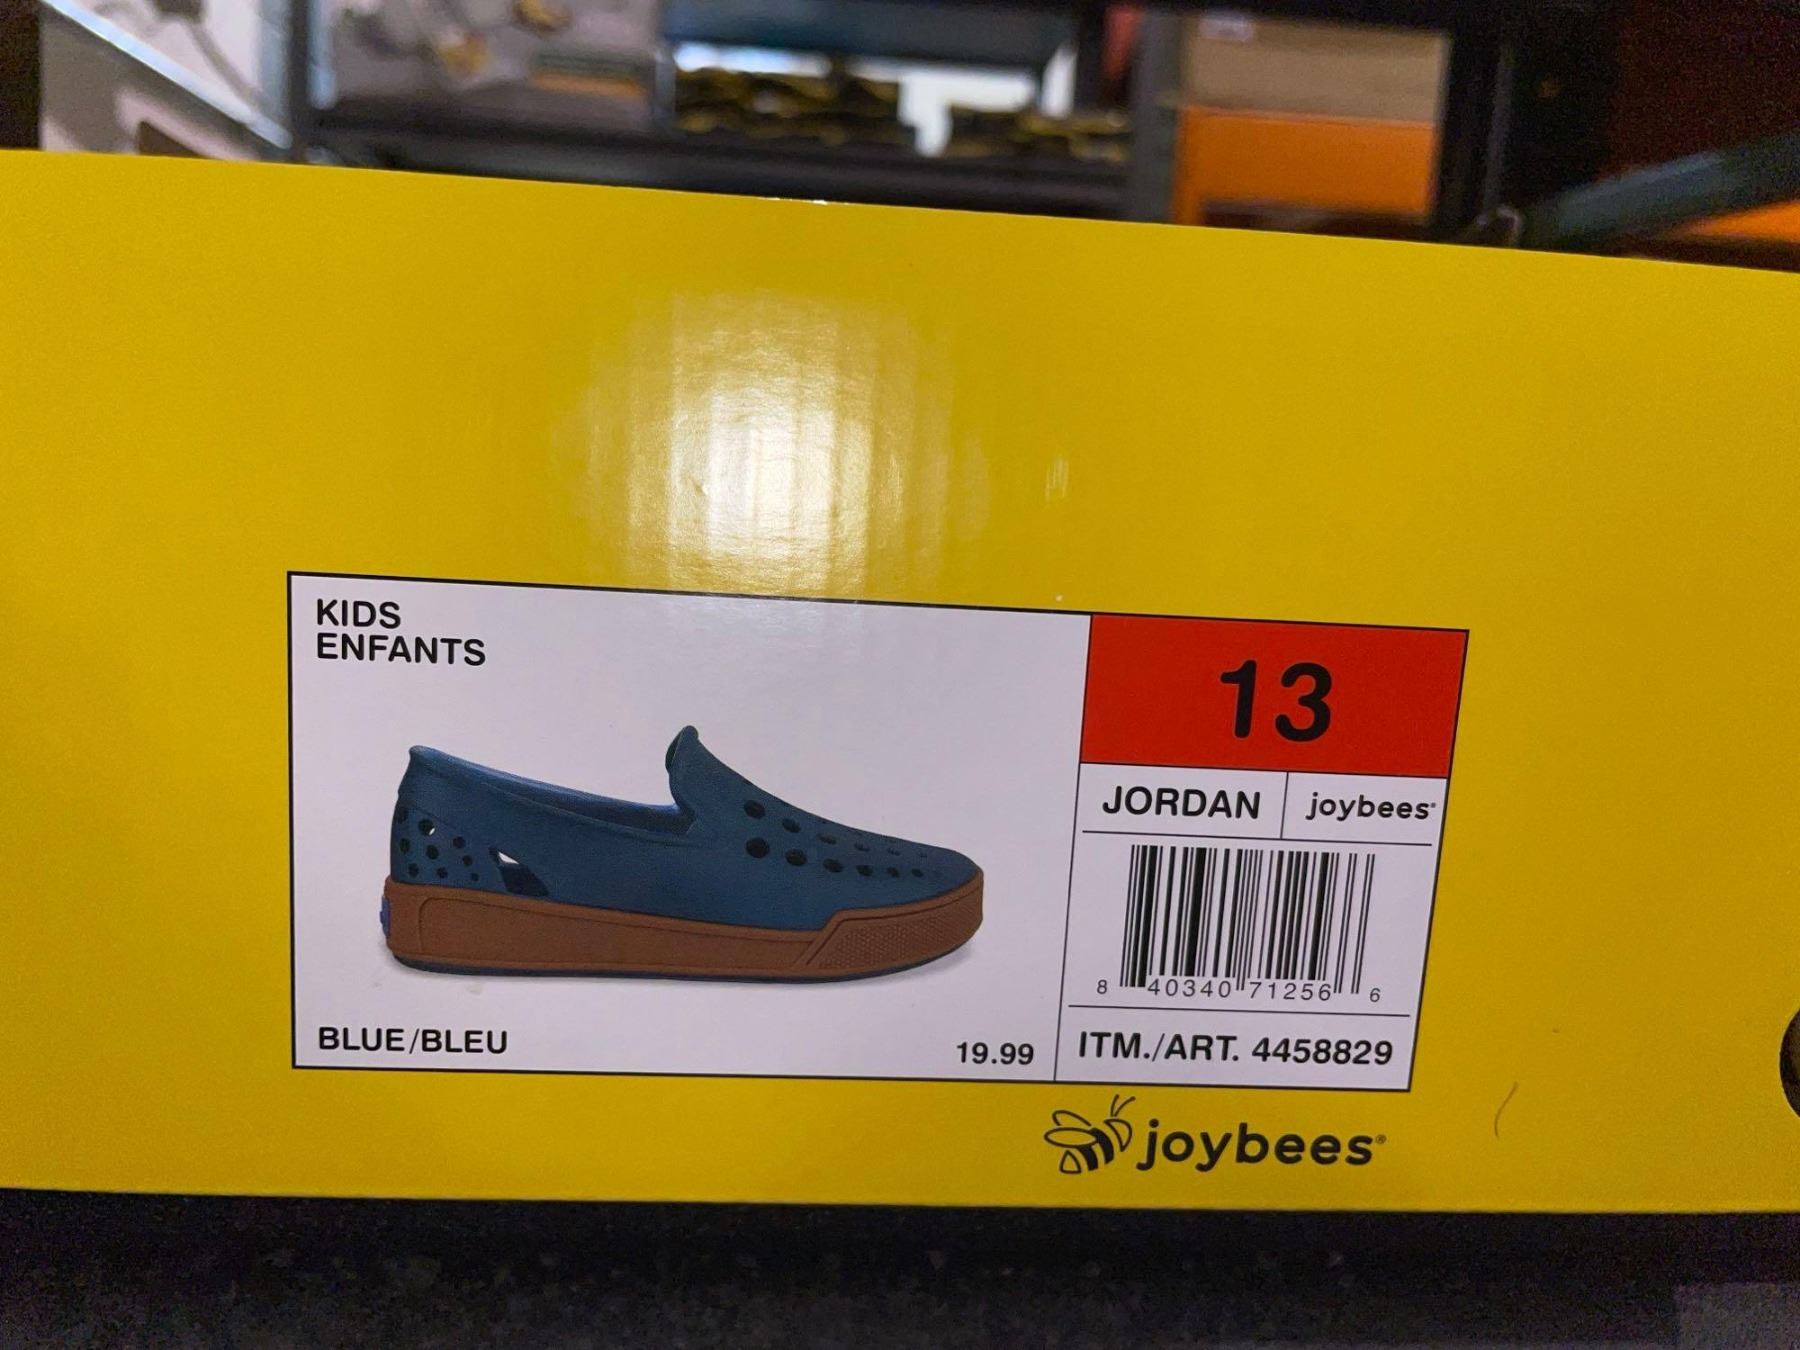 KIDS
ENFANTS
13
JORDAN
joybees®
8 40340 71256 6
BLUE/BLEU
19.99
ITM./ART. 4458829
joybees®